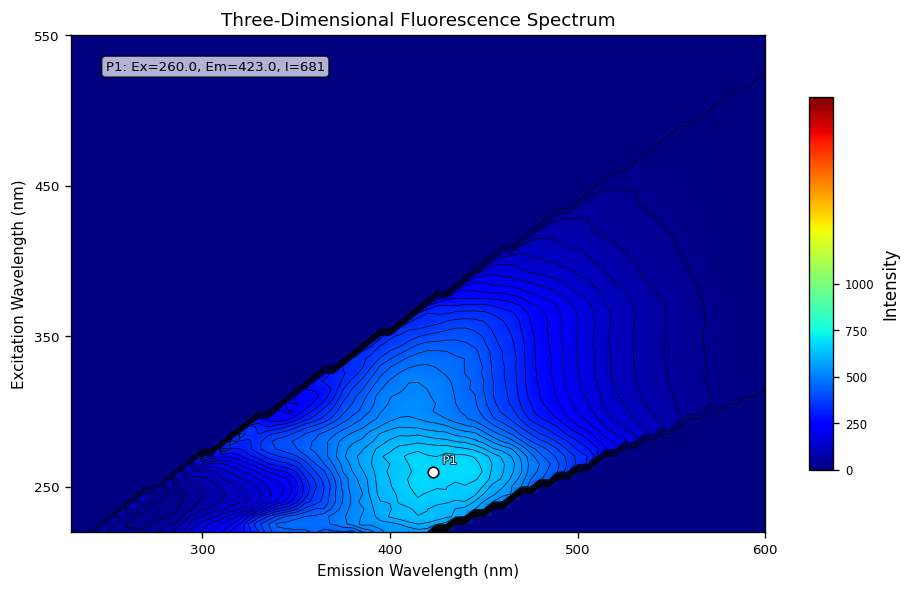 Three-Dimensional Fluorescence Spectrum
550
P1: Ex=260.0, Em=423.0, I=681
450
350
250
P1
300
400
500
600
Emission Wavelength (nm)
Excitation Wavelength (nm)
1000
750
500
250
0
Intensity